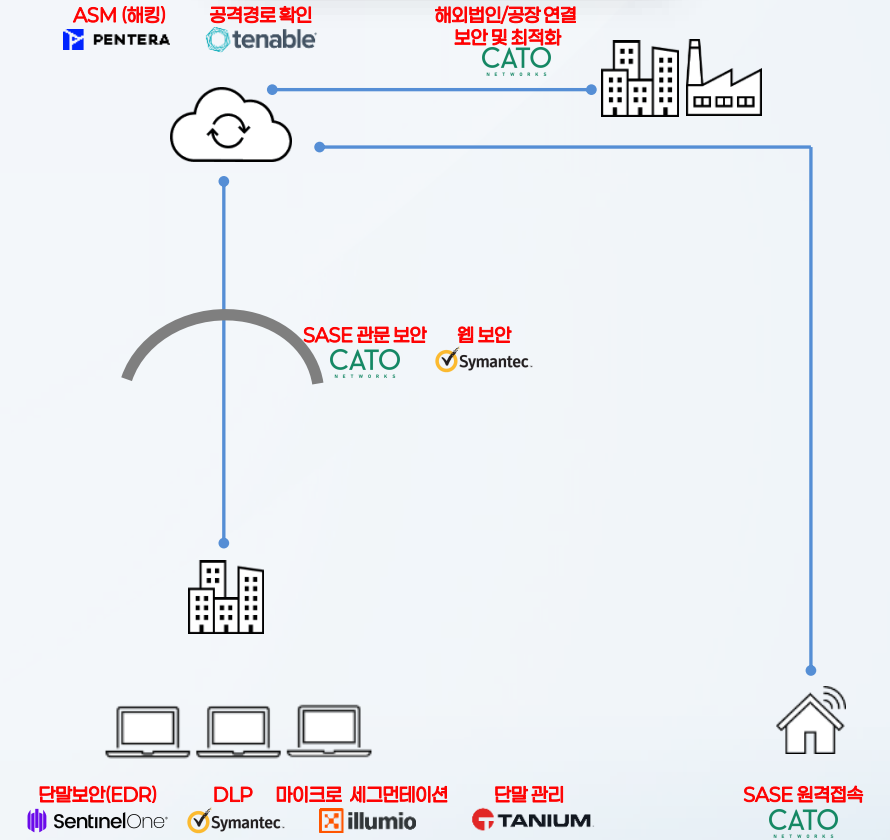 ASM (해킹)
공격경로 확인
해외법인/공장 연결
보안 및 최적화
PENTERA
tenable
CATO
NETWORKS
SASE 관문 보안
웹 보안
CATO
NETWORKS
Symantec.
단말보안(EDR)
DLP
마이크로 세그먼테이션
단말 관리
SASE 원격접속
SentinelOne
Symantec.
illumio
TANIUM.
CATO
NETWORKS